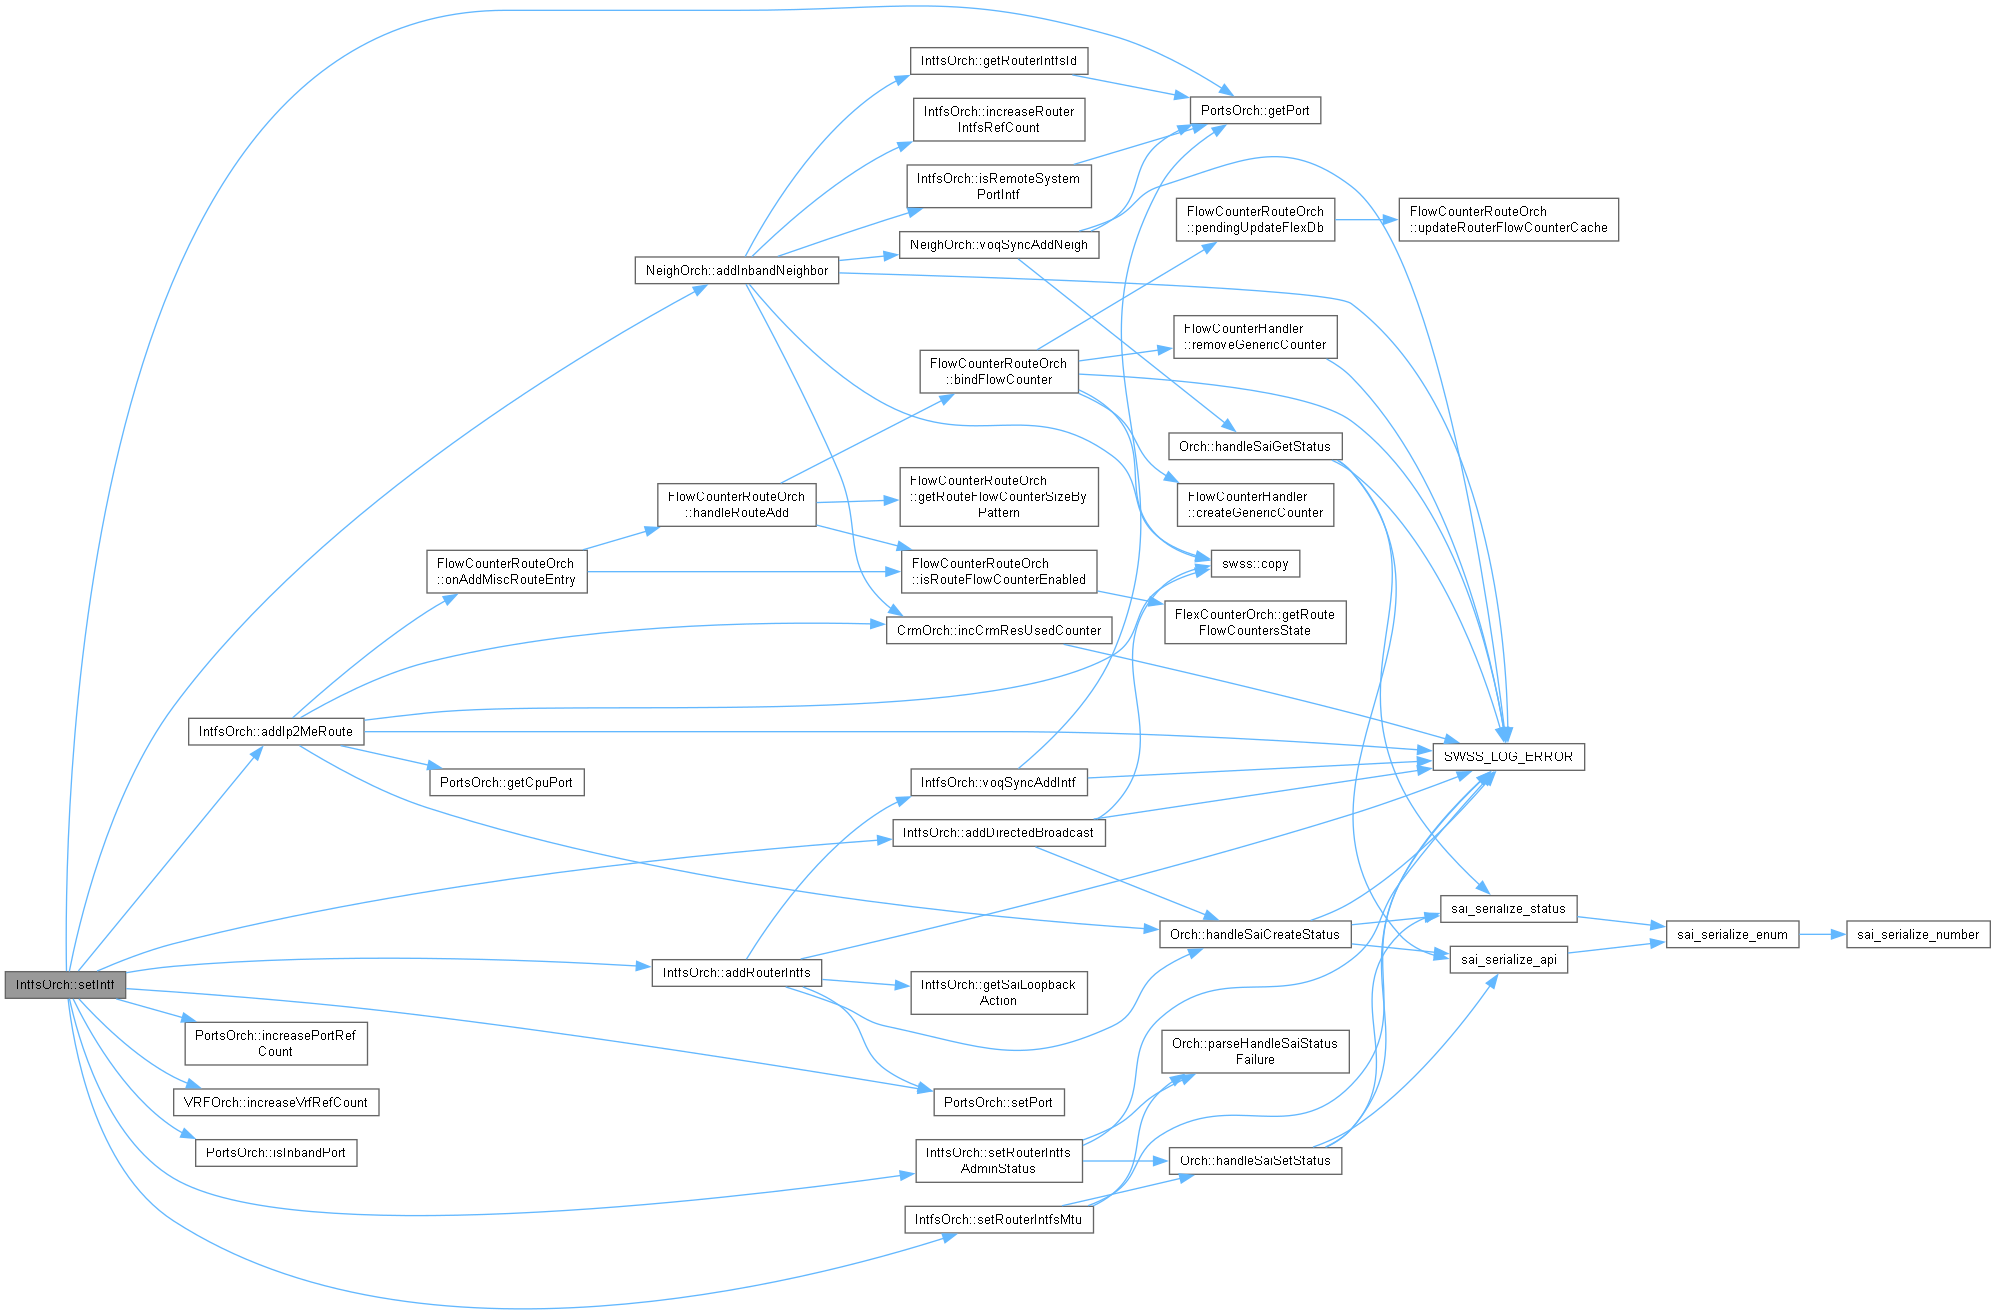 IntfsOrch::getRouterIntfsId
PortsOrch::getPort
IntfsOrch::increaseRouter
IntfsRefCount
IntfsOrch::isRemoteSystem
PortIntf
FlowCounterRouteOrch
::pendingUpdateFlexDb
FlowCounterRouteOrch
::updateRouterFlowCounterCache
NeighOrch::voqSyncAddNeigh
NeighOrch::addInbandNeighbor
FlowCounterHandler
::removeGenericCounter
FlowCounterRouteOrch
::bindFlowCounter
Orch::handleSaiGetStatus
FlowCounterRouteOrch
::handleRouteAdd
FlowCounterRouteOrch
::getRouteFlowCounterSizeBy
Pattern
FlowCounterHandler
::createGenericCounter
FlowCounterRouteOrch
::onAddMiscRouteEntry
FlowCounterRouteOrch
::isRouteFlowCounterEnabled
swss::copy
FlexCounterOrch::getRoute
FlowCountersState
CrmOrch::incCrmResUsedCounter
IntfsOrch::addIp2MeRoute
SWSS_LOG_ERROR
PortsOrch::getCpuPort
IntfsOrch::voqSyncAddIntf
IntfsOrch::addDirectedBroadcast
sai_serialize_status
Orch::handleSaiCreateStatus
sai_serialize_enum
sai_serialize_number
sai_serialize_api
IntfsOrch::addRouterIntfs
IntfsOrch::setIntf
IntfsOrch::getSaiLoopback
Action
PortsOrch::increasePortRef
Count
Orch::parseHandleSaiStatus
Failure
VRFOrch::increaseVrfRefCount
PortsOrch::setPort
PortsOrch::isInbandPort
IntfsOrch::setRouterIntfs
AdminStatus
Orch::handleSaiSetStatus
IntfsOrch::setRouterIntfsMtu